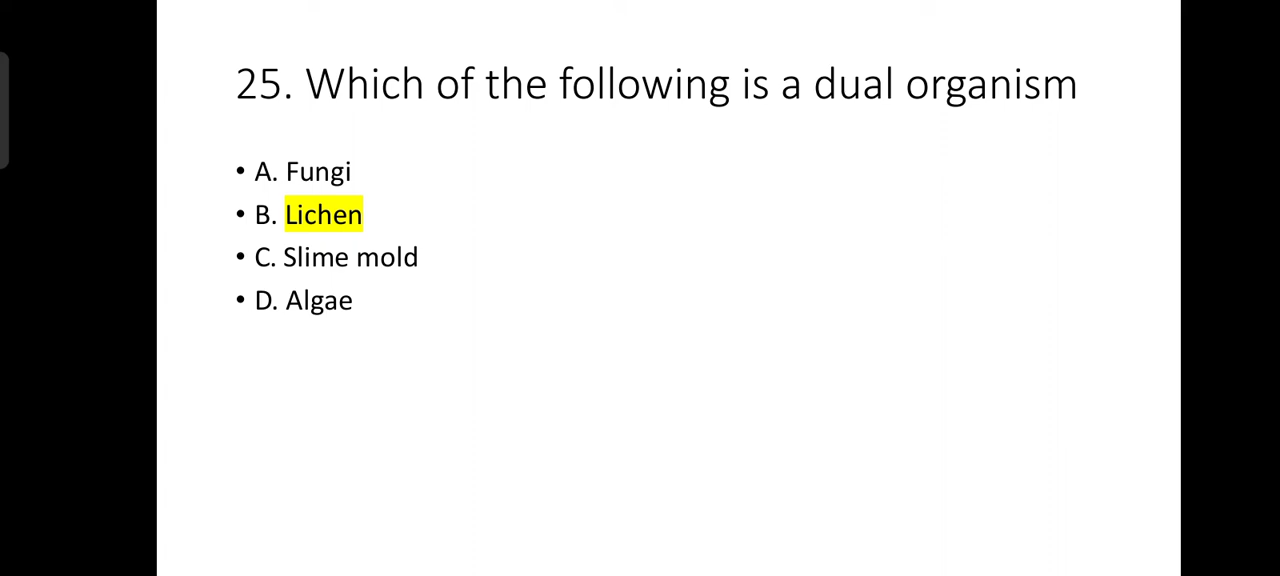 25. Which of the following is a dual organism
• A. Fungi
• B. Lichen
• C. Slime mold
• D. Algae